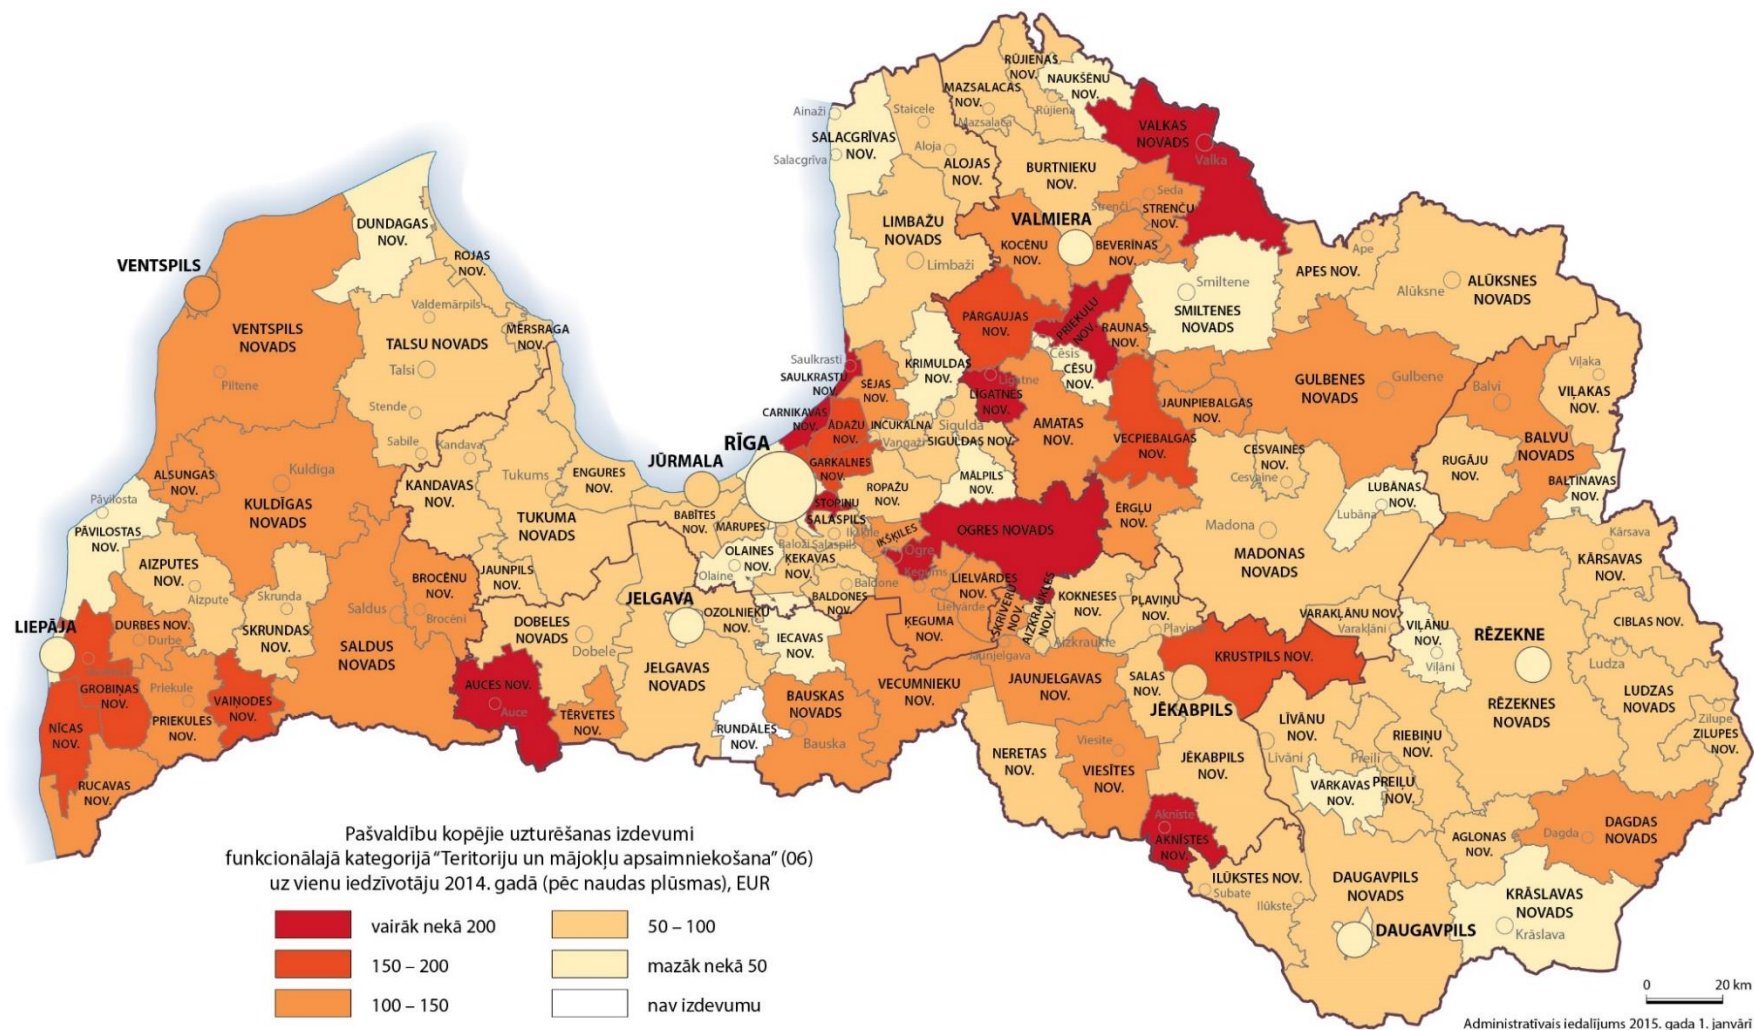 RŪJIENAS
NOV.
NAUKŠĒNU
NOV.
MAZSALACAS
NOV.
Mazsalaca
Rūjiena
Ainaži
Staicele
SALACGRĪVAS
NOV.
Salacgrīva
Aloja
ALOJAS
NOV.
VALKAS
NOVADS
Valka
BURTNIEKU
NOV.
Seda
Strenči
STRENČU
NOV.
DUNDAGAS
NOV.
LIMBAŽU
NOVADS
Limbaži
VALMIERA
KOCĒNU
NOV.
BEVERĪNAS
NOV.
Ape
APES NOV.
ROJAS
NOV.
VENTSPILS
Smiltene
SMILTENES
NOVADS
Alūksne
ALŪKSNES
NOVADS
Valdemārpils
VENTSPILS
NOVADS
Piltene
MĒRSRAGA
NOV.
TALSU NOVADS
Talsi
PĀRGAUJAS
NOV.
PRIEKUĻU
NOV.
RAUNAS
NOV.
Cēsis
CĒSU
NOV.
Saulkrasti
SAULKRASTU
NOV.
SĒJAS
NOV.
KRIMULDAS
NOV.
Līgatne
LĪGATNES
NOV.
GULBENES
NOVADS
Gulbene
Balvi
Viļaka
VIĻAKAS
NOV.
Stende
Sabile
Kandava
CARNIKAVAS
NOV.
ĀDAŽU
NOV.
INČUKALNA
Vangaži
Sigulda
SIGULDAS NOV.
AMATAS
NOV.
JAUNPIEBALGAS
NOV.
VECPIEBALGAS
NOV.
BALVU
NOVADS
RĪGA
JŪRMALA
GARKALNES
NOV.
ROPAŽU
NOV.
MĀLPILS
NOV.
CESVAINES
NOV.
Cesvaine
RUGĀJU
NOV.
BALTINAVAS
NOV.
ALSUNGAS
NOV.
Kuldīga
KULDĪGAS
NOVADS
KANDAVAS
NOV.
Tukums
ENGURES
NOV.
TUKUMA
NOVADS
LUBĀNAS
NOV.
Lubāna
Pāvilosta
PĀVILOSTAS
NOV.
BABĪTES
NOV.
MĀRUPES
STOPIŅU
SALASPILS
Baloži
Salaspils
Ikšķile
IKŠĶILES
Ogre
OGRES NOVADS
ĒRGĻU
NOV.
Madona
MADONAS
NOVADS
Kārsava
KĀRSAVAS
NOV.
AIZPUTES
NOV.
Aizpute
BROCĒNU
NOV.
Brocēni
JAUNPILS
NOV.
OLAINES
NOV.
Olaine
ĶEKAVAS
NOV.
Baldone
BALDONES
NOV.
Ķegums
LIELVĀRDES
NOV.
Lielvārde
SKRĪVERU
NOV.
AIZKRAUKLES
NOV.
KOKNESES
NOV.
PĻAVIŅU
NOV.
Pļaviņas
VARAKĻĀNU NOV.
Varakļāni
CIBLAS NOV.
Skrunda
SKRUNDAS
NOV.
Saldus
SALDUS
NOVADS
LIEPĀJA
DURBES NOV.
Durbe
DOBELES
NOVADS
Dobele
JELGAVA
OZOLNIEKU
NOV.
IECAVAS
NOV.
ĶEGUMA
NOV.
Aizkraukle
Jaunjelgava
VIĻĀNU
NOV.
Viļāni
RĒZEKNE
Ludza
GROBIŅAS
NOV.
Priekule
PRIEKULES
NOV.
VAIŅODES
NOV.
NĪCAS
NOV.
RUCAVAS
NOV.
AUCES NOV.
Auce
TĒRVETES
NOV.
JELGAVAS
NOVADS
RUNDĀLES
NOV.
BAUSKAS
NOVADS
Bauska
VECUMNIEKU
NOV.
JAUNJELGAVAS
NOV.
SALAS
NOV.
KRUSTPILS NOV.
JĒKABPILS
RĒZEKNES
NOVADS
LUDZAS
NOVADS
Zilupe
ZILUPES
NOV.
NERETAS
NOV.
Viesīte
VIESĪTES
NOV.
JĒKABPILS
NOV.
LĪVĀNU
NOV.
Līvāni
RIEBIŅU
NOV.
Preiļi
PREIĻU
NOV.
VĀRKAVAS
NOV.
Aknīste
AKNĪSTES
NOV.
AGLONAS
NOV.
Dagda
DAGDAS
NOVADS
ILŪKSTES NOV.
Subate
Ilūkste
DAUGAVPILS
NOVADS
DAUGAVPILS
KRĀSLAVAS
NOVADS
Krāslava
Pašvaldību kopējie uzturēšanas izdevumi
funkcionālajā kategorijā “Teritoriju un mājokļu apsaimniekošana” (06)
uz vienu iedzīvotāju 2014. gadā (pēc naudas plūsmas), EUR
vairāk nekā 200
50 – 100
150 – 200
mazāk nekā 50
100 – 150
nav izdevumu
0 20 km
Administratīvais iedalījums 2015. gada 1. janvārī